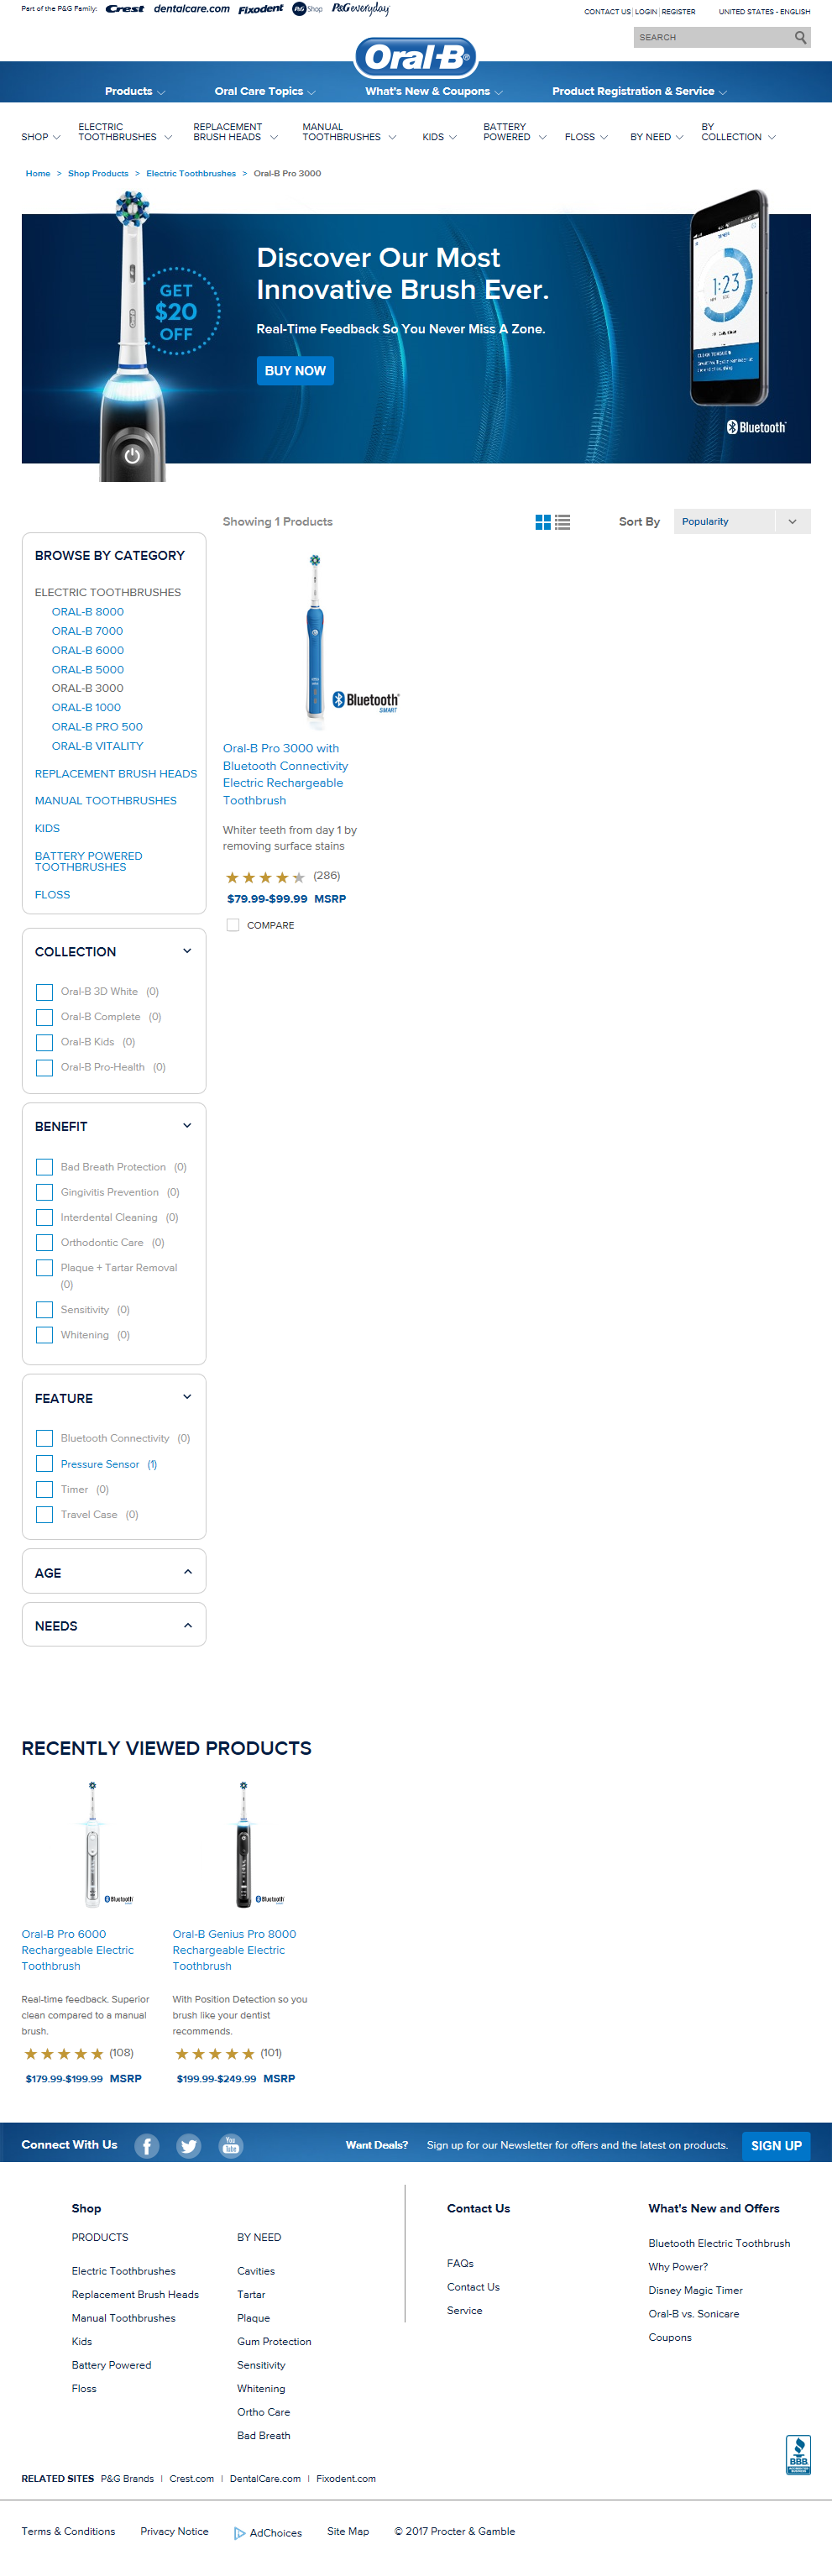 Part of the P&G Family: Crest dentalcare.com Fixodent P&G Shop P&G everyday
CONTACT US | LOGIN | REGISTER UNITED STATES - ENGLISH
SEARCH
Oral-B®
Products Oral Care Topics What's New & Coupons Product Registration & Service
SHOP ELECTRIC TOOTHBRUSHES REPLACEMENT BRUSH HEADS MANUAL TOOTHBRUSHES KIDS BATTERY POWERED FLOSS BY NEED BY COLLECTION
Home > Shop Products > Electric Toothbrushes > Oral-B Pro 3000
GET
$20
OFF
Discover Our Most
Innovative Brush Ever.
Real-Time Feedback So You Never Miss A Zone.
BUY NOW
1:23
Bluetooth
Showing 1 Products
Sort By Popularity
BROWSE BY CATEGORY
ELECTRIC TOOTHBRUSHES
ORAL-B 8000
ORAL-B 7000
ORAL-B 6000
ORAL-B 5000
ORAL-B 3000
ORAL-B 1000
ORAL-B PRO 500
ORAL-B VITALITY
REPLACEMENT BRUSH HEADS
MANUAL TOOTHBRUSHES
KIDS
BATTERY POWERED
TOOTHBRUSHES
FLOSS
Bluetooth
SMART
Oral-B Pro 3000 with
Bluetooth Connectivity
Electric Rechargeable
Toothbrush
Whiter teeth from day 1 by
removing surface stains
(286)
$79.99-$99.99 MSRP
COMPARE
COLLECTION
Oral-B 3D White (0)
Oral-B Complete (0)
Oral-B Kids (0)
Oral-B Pro-Health (0)
BENEFIT
Bad Breath Protection (0)
Gingivitis Prevention (0)
Interdental Cleaning (0)
Orthodontic Care (0)
Plaque + Tartar Removal
(0)
Sensitivity (0)
Whitening (0)
FEATURE
Bluetooth Connectivity (0)
Pressure Sensor (1)
Timer (0)
Travel Case (0)
AGE
NEEDS
RECENTLY VIEWED PRODUCTS
Bluetooth
Oral-B Pro 6000
Rechargeable Electric
Toothbrush
Real-time feedback. Superior
clean compared to a manual
brush.
(108)
$179.99-$199.99 MSRP
Bluetooth
Oral-B Genius Pro 8000
Rechargeable Electric
Toothbrush
With Position Detection so you
brush like your dentist
recommends.
(101)
$199.99-$249.99 MSRP
Connect With Us You Tube Want Deals? Sign up for our Newsletter for offers and the latest on products. SIGN UP
Shop
PRODUCTS
Electric Toothbrushes
Replacement Brush Heads
Manual Toothbrushes
Kids
Battery Powered
Floss
BY NEED
Cavities
Tartar
Plaque
Gum Protection
Sensitivity
Whitening
Ortho Care
Bad Breath
Contact Us
FAQs
Contact Us
Service
What's New and Offers
Bluetooth Electric Toothbrush
Why Power?
Disney Magic Timer
Oral-B vs. Sonicare
Coupons
BBB
RELATED SITES P&G Brands | Crest.com | DentalCare.com | Fixodent.com
Terms & Conditions Privacy Notice AdChoices Site Map © 2017 Procter & Gamble